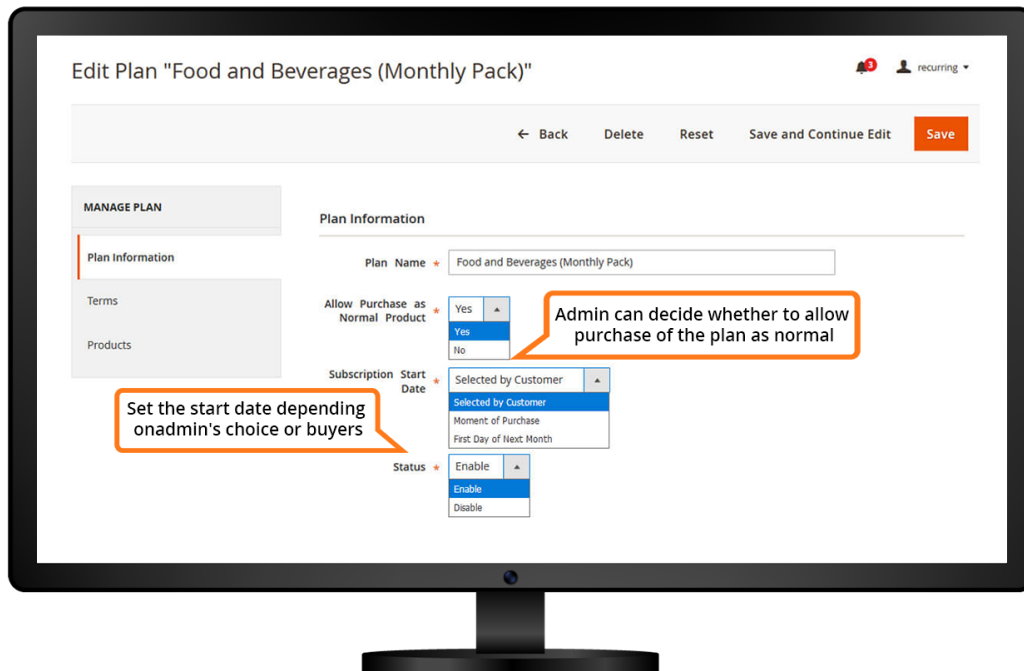 Edit Plan "Food and Beverages (Monthly Pack)"
3
recurring
← Back Delete Reset Save and Continue Edit Save
MANAGE PLAN
Plan Information
Terms
Products
Plan Information
Plan Name * Food and Beverages (Monthly Pack)
Allow Purchase as
Normal Product *
Yes
Yes
No
Admin can decide whether to allow
purchase of the plan as normal
Subscription Start
Date *
Selected by Customer
Selected by Customer
Moment of Purchase
First Day of Next Month
Set the start date depending
onadmin's choice or buyers
Status * Enable
Enable
Disable